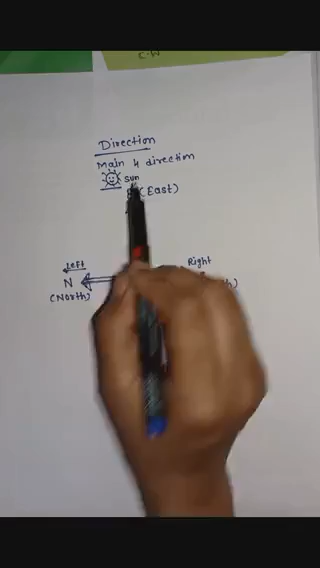 C-W
Direction
Main 4 direction
sun
E (East)
Left
Right
N
(North)